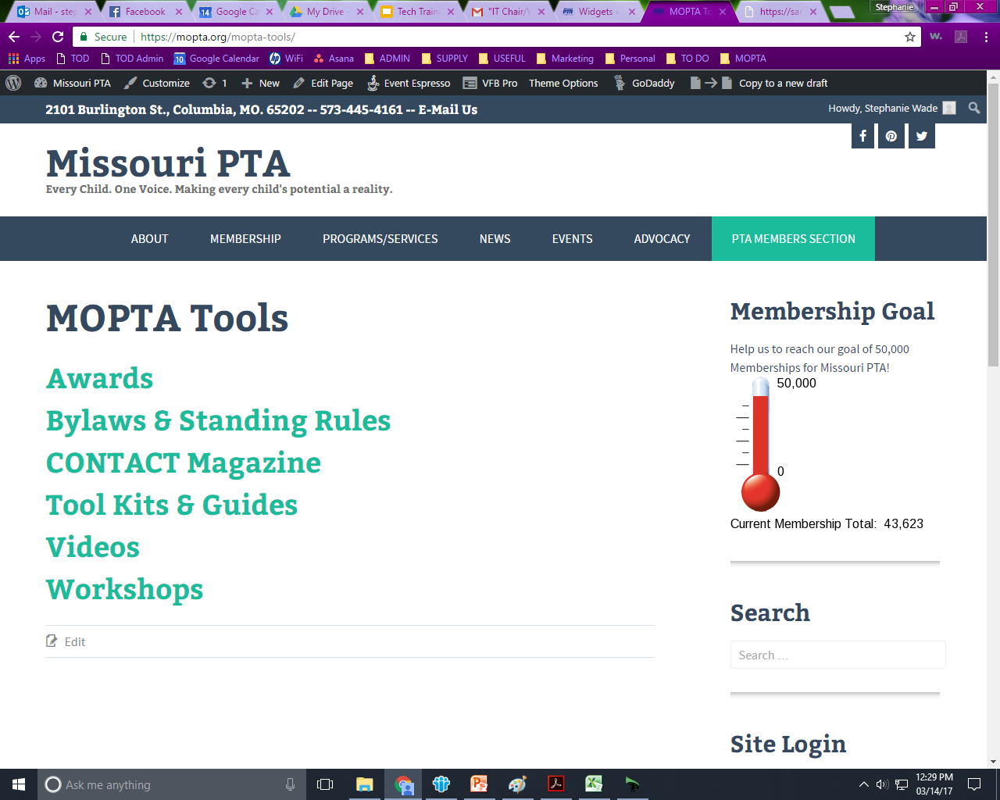 Mail - step
Facebook
Google Ca
My Drive -
Tech Train
"IT Chair/
Widgets
MOPTA To
https://sar
Stephanie
Secure
https://mopta.org/mopta-tools/
Apps
TOD
TOD Admin
10
Google Calendar
WiFi
Asana
ADMIN
SUPPLY
USEFUL
Marketing
Personal
TO DO
MOPTA
Missouri PTA
Customize
1
New
Edit Page
Event Espresso
VFB Pro
Theme Options
GoDaddy
Copy to a new draft
2101 Burlington St., Columbia, MO. 65202 -- 573-445-4161 -- E-Mail Us
Howdy, Stephanie Wade
Missouri PTA
Every Child. One Voice. Making every child's potential a reality.
ABOUT
MEMBERSHIP
PROGRAMS/SERVICES
NEWS
EVENTS
ADVOCACY
PTA MEMBERS SECTION
MOPTA Tools
Awards
Bylaws & Standing Rules
CONTACT Magazine
Tool Kits & Guides
Videos
Workshops
Edit
Membership Goal
Help us to reach our goal of 50,000
Memberships for Missouri PTA!
50,000
0
Current Membership Total: 43,623
Search
Search ...
Site Login
Ask me anything
12:29 PM
03/14/17